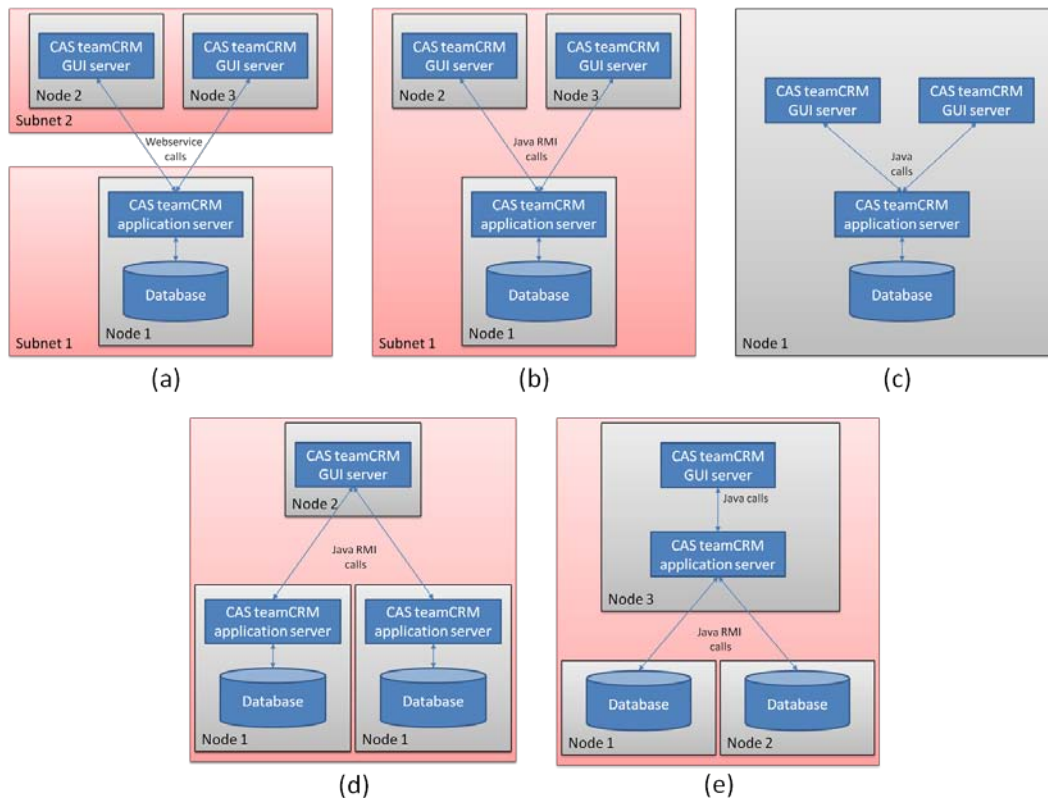 CAS teamCRM
GUI server
Node 2
CAS teamCRM
GUI server
Node 3
Subnet 2
Webservice
calls
CAS teamCRM
application server
Database
Node 1
Subnet 1
(a)
CAS teamCRM
GUI server
Node 2
CAS teamCRM
GUI server
Node 3
Java RMI
calls
CAS teamCRM
application server
Database
Node 1
Subnet 1
(b)
CAS teamCRM
GUI server
CAS teamCRM
GUI server
Java
calls
CAS teamCRM
application server
Database
Node 1
(c)
CAS teamCRM
GUI server
Node 2
Java RMI
calls
CAS teamCRM
application server
Database
Node 1
CAS teamCRM
application server
Database
Node 1
(d)
CAS teamCRM
GUI server
Java calls
CAS teamCRM
application server
Node 3
Java RMI
calls
Database
Node 1
Database
Node 2
(e)